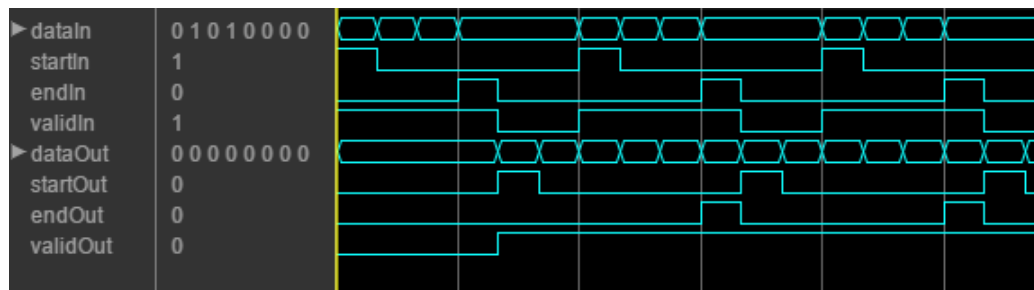 dataIn 0 1 0 1 0 0 0 0
startIn 1
endIn 0
validIn 1
dataOut 0 0 0 0 0 0 0 0
startOut 0
endOut 0
validOut 0